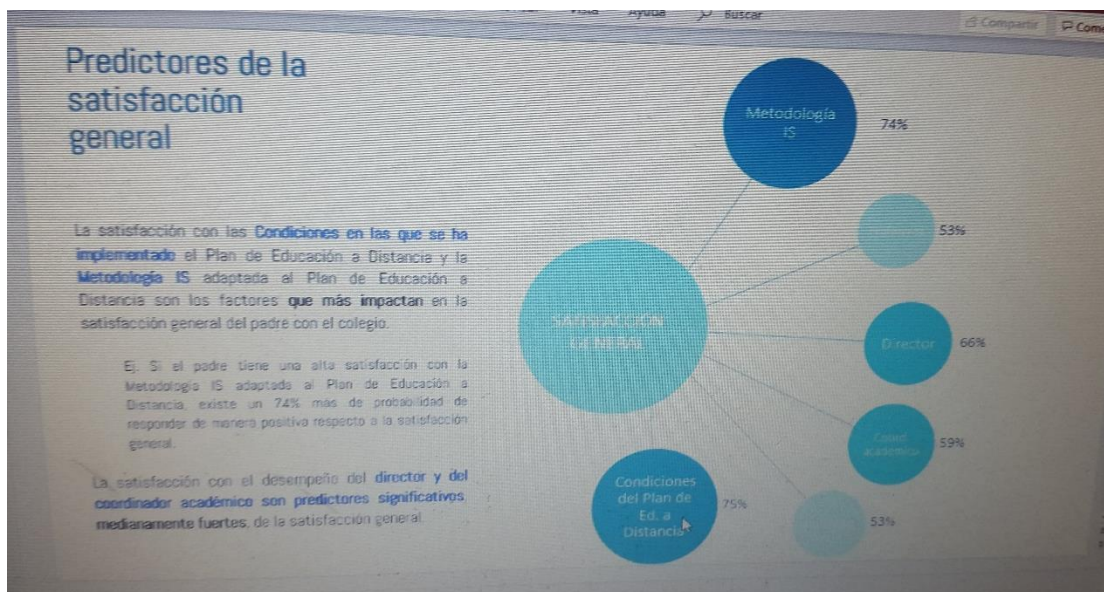 Vista Ayuda Buscar
Compartir
Come
Predictores de la
satisfacción
general
La satisfacción con las Condiciones en las que se ha
implementado el Plan de Educación a Distancia y la
Metodología IS adaptada al Plan de Educación a
Distancia son los factores que más impactan en la
satisfacción general del padre con el colegio.
Ej. Si el padre tiene una alta satisfacción con la
Metodología IS adaptada al Plan de Educación a
Distancia, existe un 74% más de probabilidad de
responder de manera positiva respecto a la satisfacción
general.
La satisfacción con el desempeño del director y del
coordinador académico son predictores significativos,
medianamente fuertes, de la satisfacción general.
SATISFACCIÓN
GENERAL
Metodología
IS
74%
53%
Director
66%
Coord.
académico
59%
53%
Condiciones
del Plan de
Ed. a
Distancia
75%